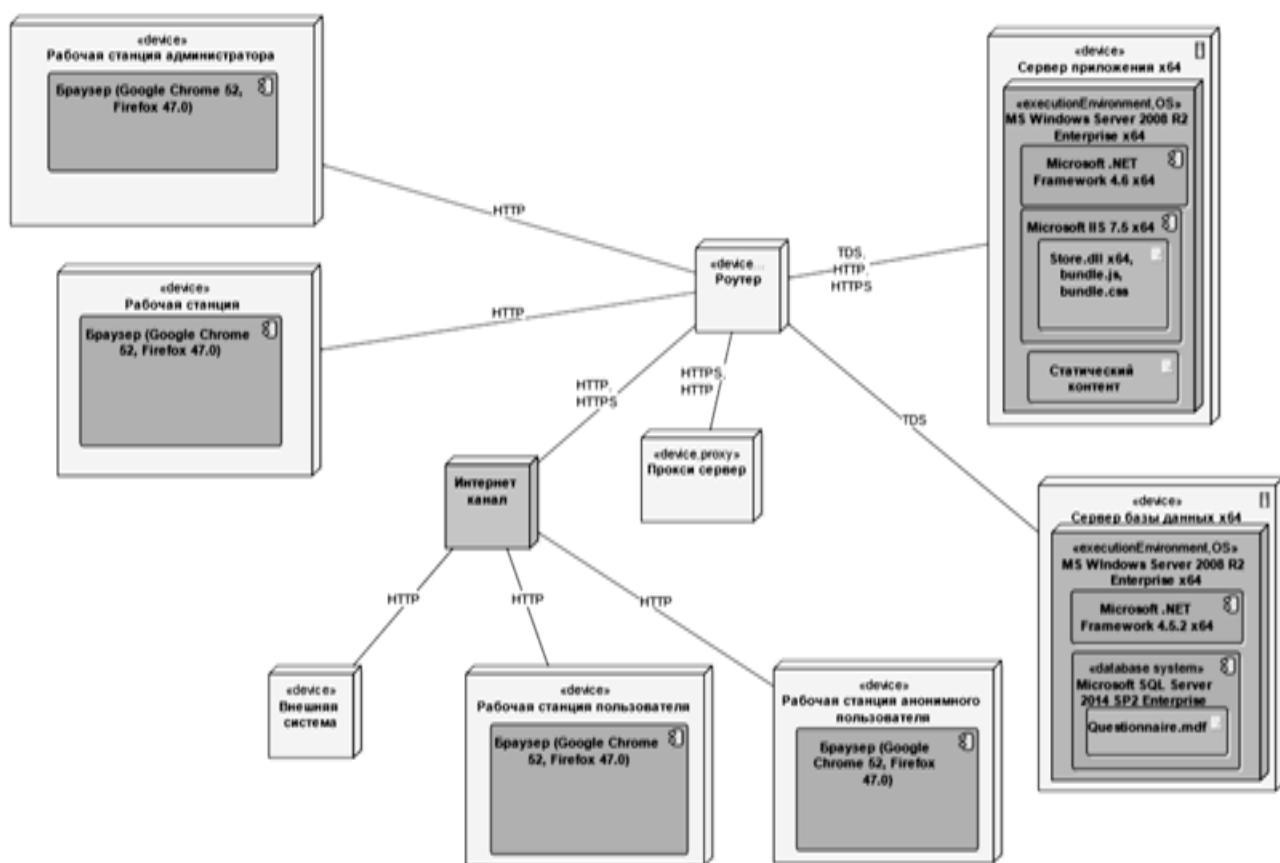 «device»
Рабочая станция администратора
Браузер (Google Chrome 52,
Firefox 47.0)
«device»
Рабочая станция
Браузер (Google Chrome
52, Firefox 47.0)
HTTP
HTTP
«device...
Роутер
TDS,
HTTP,
HTTPS
«device»
Сервер приложения x64
«executionEnvironment,OS»
MS Windows Server 2008 R2
Enterprise x64
Microsoft .NET
Framework 4.6 x64
Microsoft IIS 7.5 x64
Store.dll x64,
bundle.js,
bundle.css
Статический
контент
HTTP,
HTTPS
HTTPS,
HTTP
TDS
«device,proxy»
Прокси сервер
Интернет
канал
HTTP
HTTP
HTTP
«device»
Сервер базы данных x64
«executionEnvironment,OS»
MS Windows Server 2008 R2
Enterprise x64
Microsoft .NET
Framework 4.5.2 x64
«database system»
Microsoft SQL Server
2014 SP2 Enterprise
Questionnaire.mdf
«device»
Внешняя
система
«device»
Рабочая станция пользователя
Браузер (Google Chrome
52, Firefox 47.0)
«device»
Рабочая станция анонимного
пользователя
Браузер (Google
Chrome 52, Firefox
47.0)